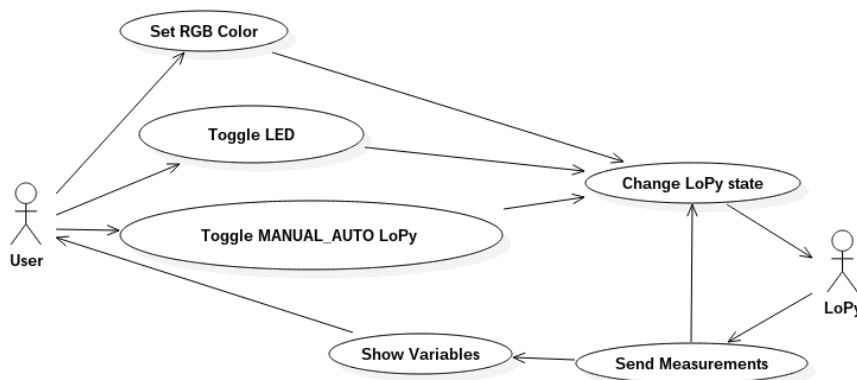 Set RGB Color
Toggle LED
Change LoPy state
Toggle MANUAL_AUTO LoPy
User
LoPy
Show Variables
Send Measurements